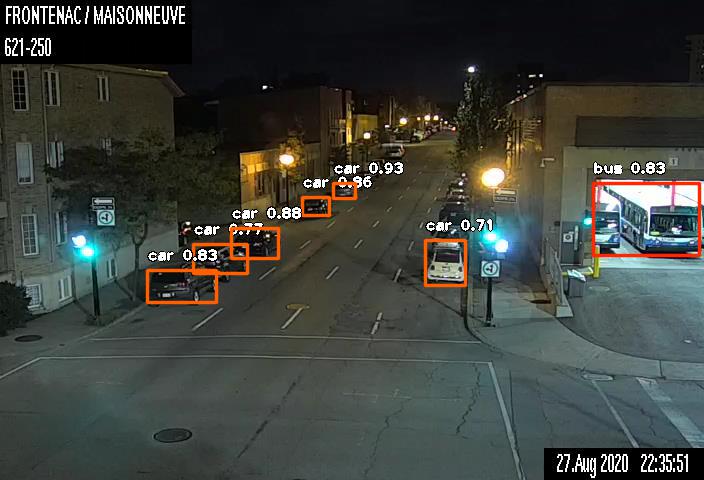 FRONTENAC / MAISONNEUVE
621-250
car 0.93
car 0.86
bus 0.83
car 0.88
car 0.71
car 0.77
car 0.83
27.Aug 2020 22:35:51